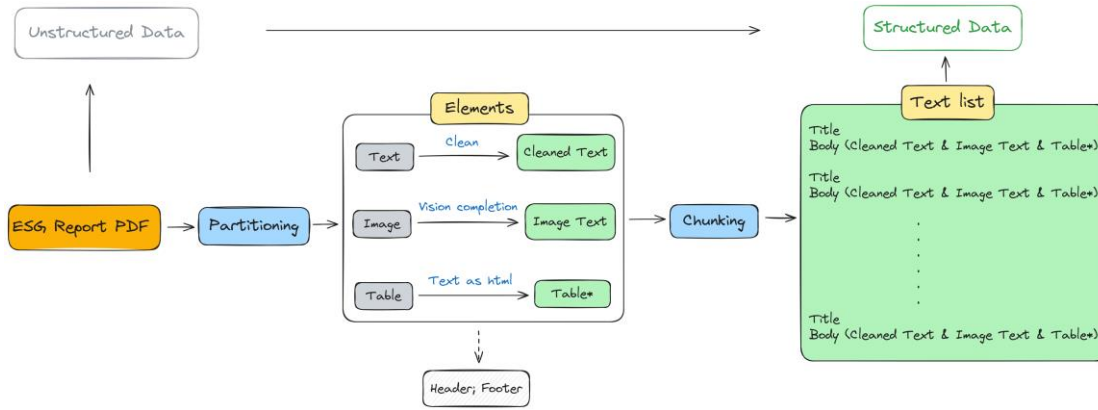 Unstructured Data
Structured Data
Elements
Text list
Text
Clean
Cleaned Text
Image
Vision completion
Image Text
Table
Text as html
Table*
ESG Report PDF
Partitioning
Chunking
Title
Body (Cleaned Text & Image Text & Table*)
Title
Body (Cleaned Text & Image Text & Table*)
.
.
.
.
.
.
Title
Body (Cleaned Text & Image Text & Table*)
Header; Footer